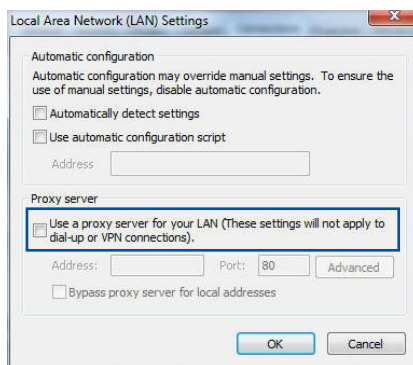 Local Area Network (LAN) Settings
Automatic configuration
Automatic configuration may override manual settings. To ensure the
use of manual settings, disable automatic configuration.
Automatically detect settings
Use automatic configuration script
Address
Proxy server
Use a proxy server for your LAN (These settings will not apply to
dial-up or VPN connections).
Address: Port: 80 Advanced
Bypass proxy server for local addresses
OK Cancel